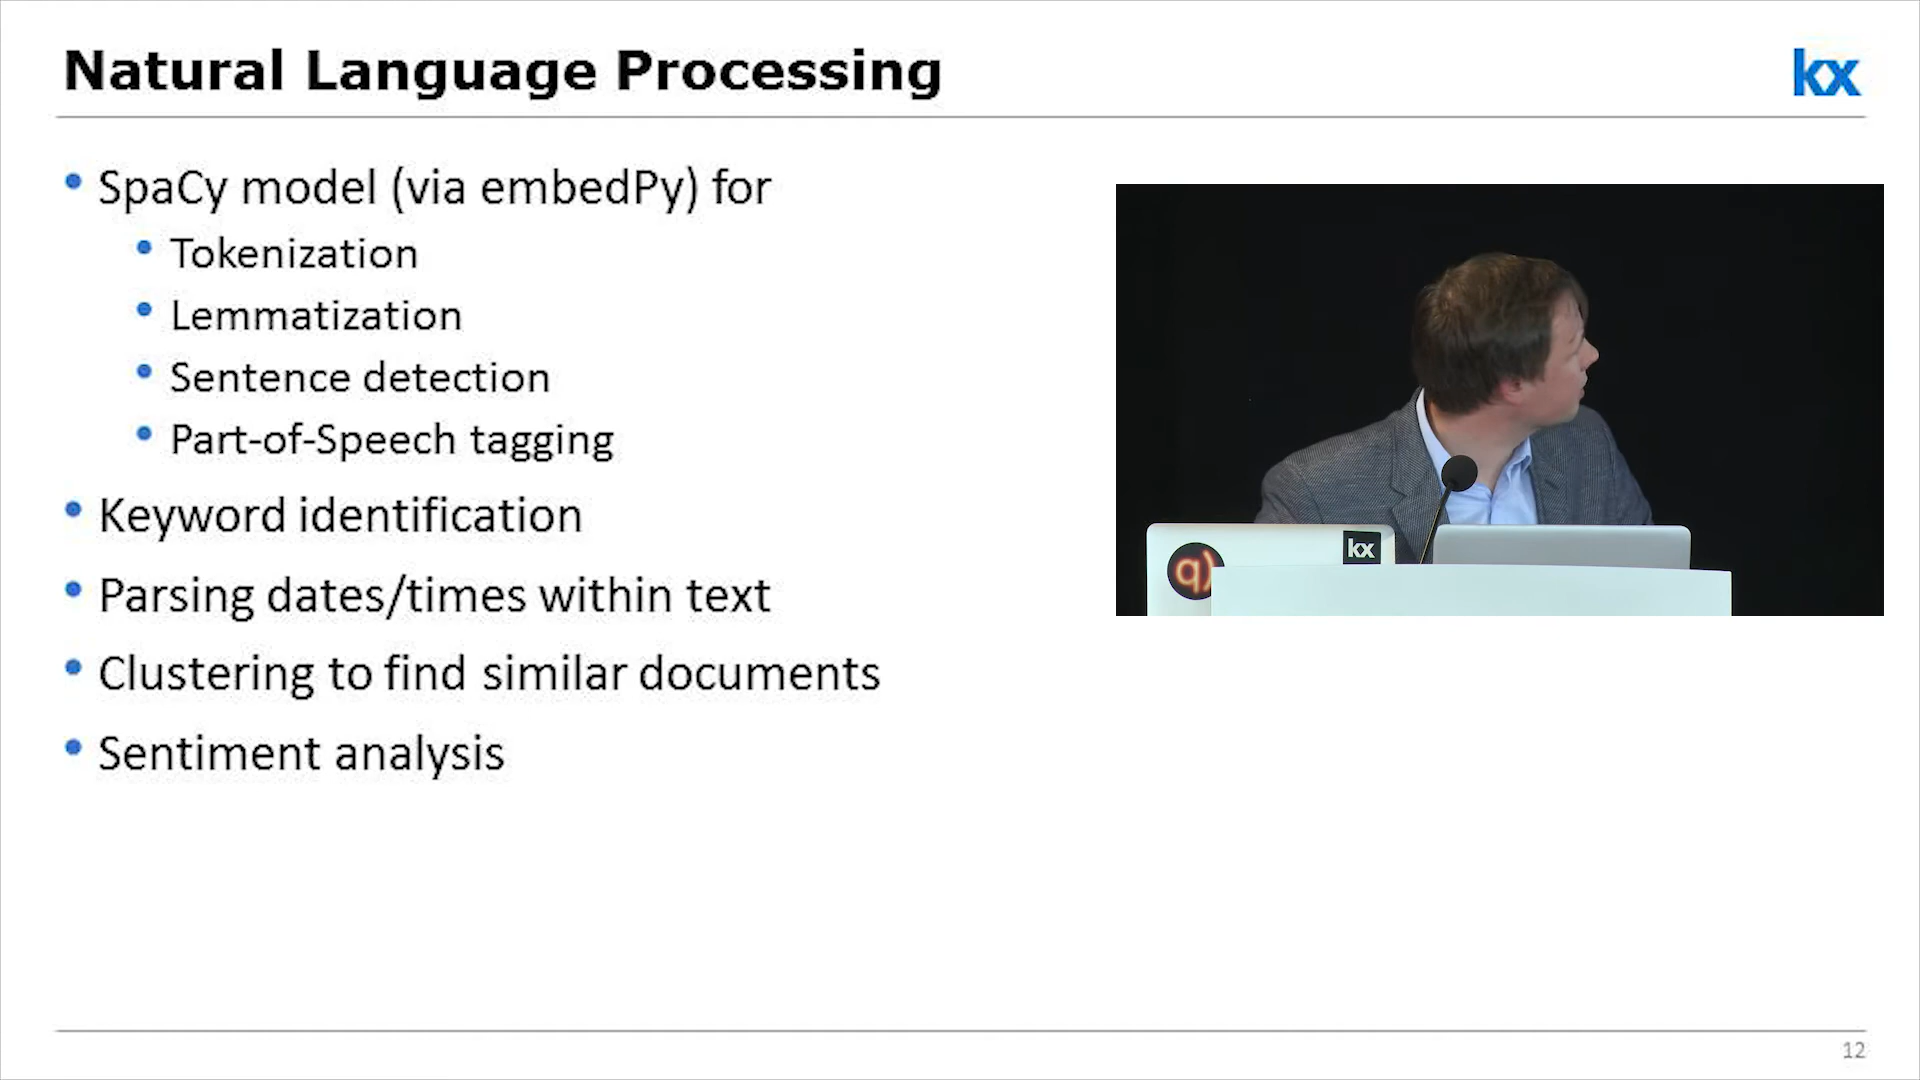 Natural Language Processing
kx
• SpaCy model (via embedPy) for
• Tokenization
• Lemmatization
• Sentence detection
• Part-of-Speech tagging
• Keyword identification
• Parsing dates/times within text
• Clustering to find similar documents
• Sentiment analysis
q)
kx
12